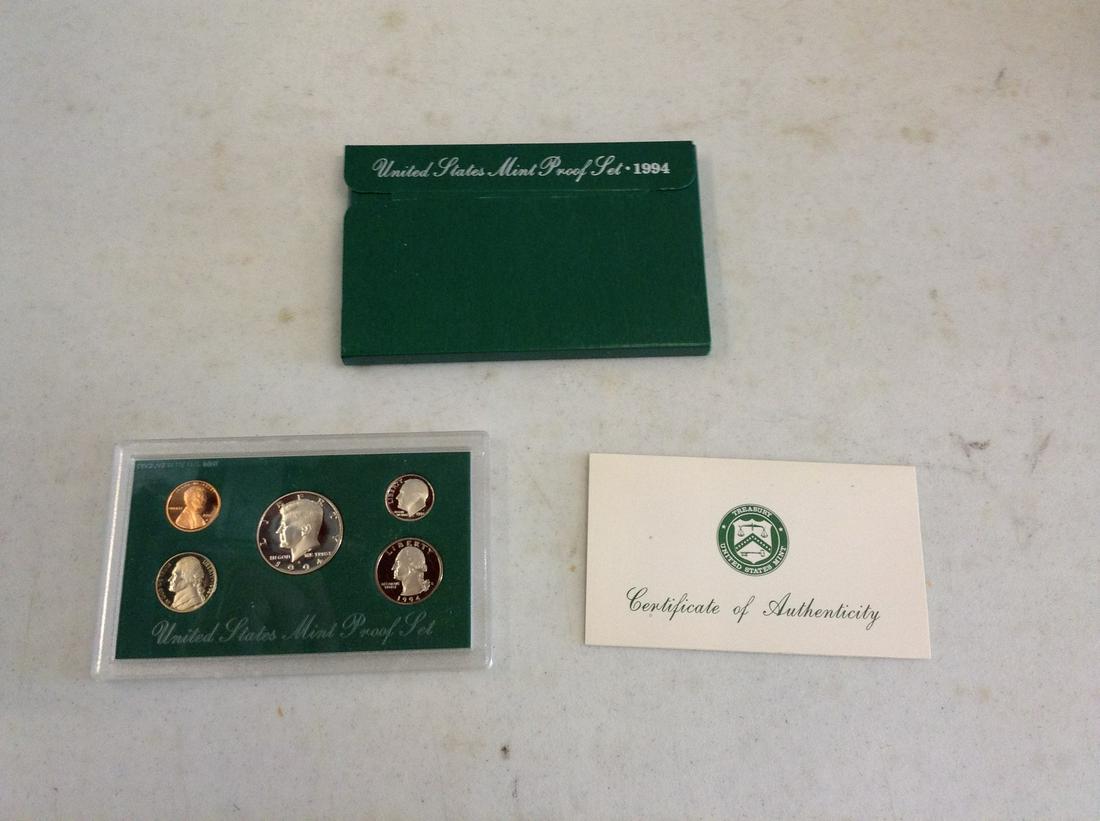 United States Mint Proof Set · 1994
LIBERTY
IN GOD WE TRUST
1994
LIBERTY
LIBERTY
1994
United States Mint Proof Set
TREASURY
UNITED STATES MINT
Certificate of Authenticity